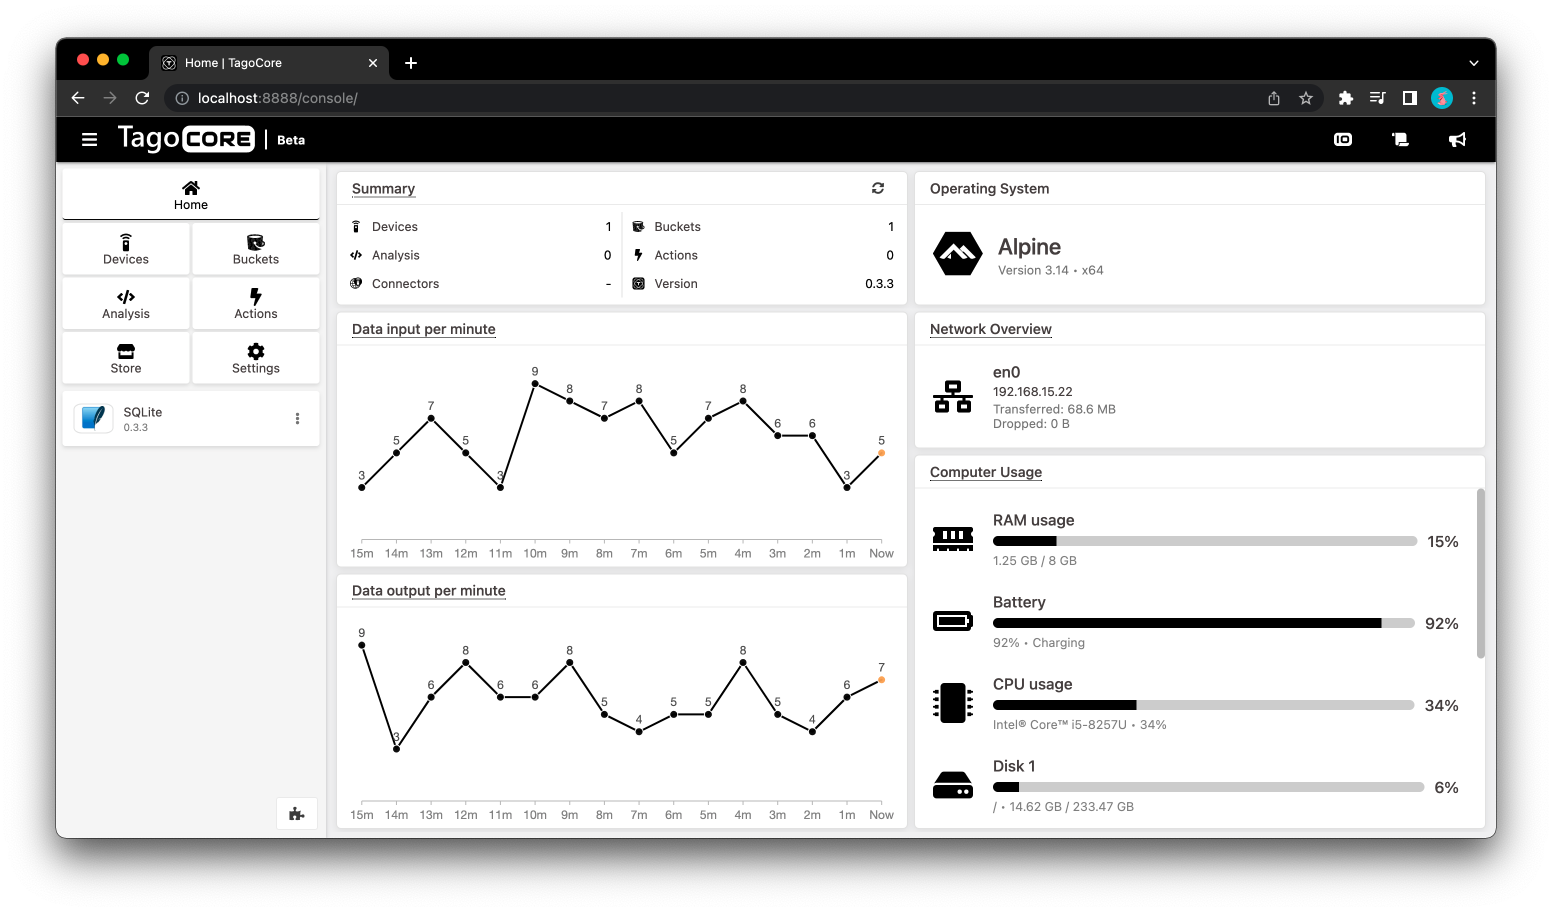 Home | TagoCore
localhost:8888/console/
TagoCORE | Beta
Home
Devices
Buckets
Analysis
Actions
Store
Settings
SQLite
0.3.3
Summary
Devices 1
Buckets 1
Analysis 0
Actions 0
Connectors -
Version 0.3.3
Data input per minute
3 5 7 5 3 9 8 7 8 5 7 8 6 6 3 5
15m 14m 13m 12m 11m 10m 9m 8m 7m 6m 5m 4m 3m 2m 1m Now
Data output per minute
9 3 6 8 6 6 8 5 4 5 5 8 5 4 6 7
15m 14m 13m 12m 11m 10m 9m 8m 7m 6m 5m 4m 3m 2m 1m Now
Operating System
Alpine
Version 3.14 • x64
Network Overview
en0
192.168.15.22
Transferred: 68.6 MB
Dropped: 0 B
Computer Usage
RAM usage
15%
1.25 GB / 8 GB
Battery
92%
92% • Charging
CPU usage
34%
Intel® Core™ i5-8257U • 34%
Disk 1
6%
/ • 14.62 GB / 233.47 GB